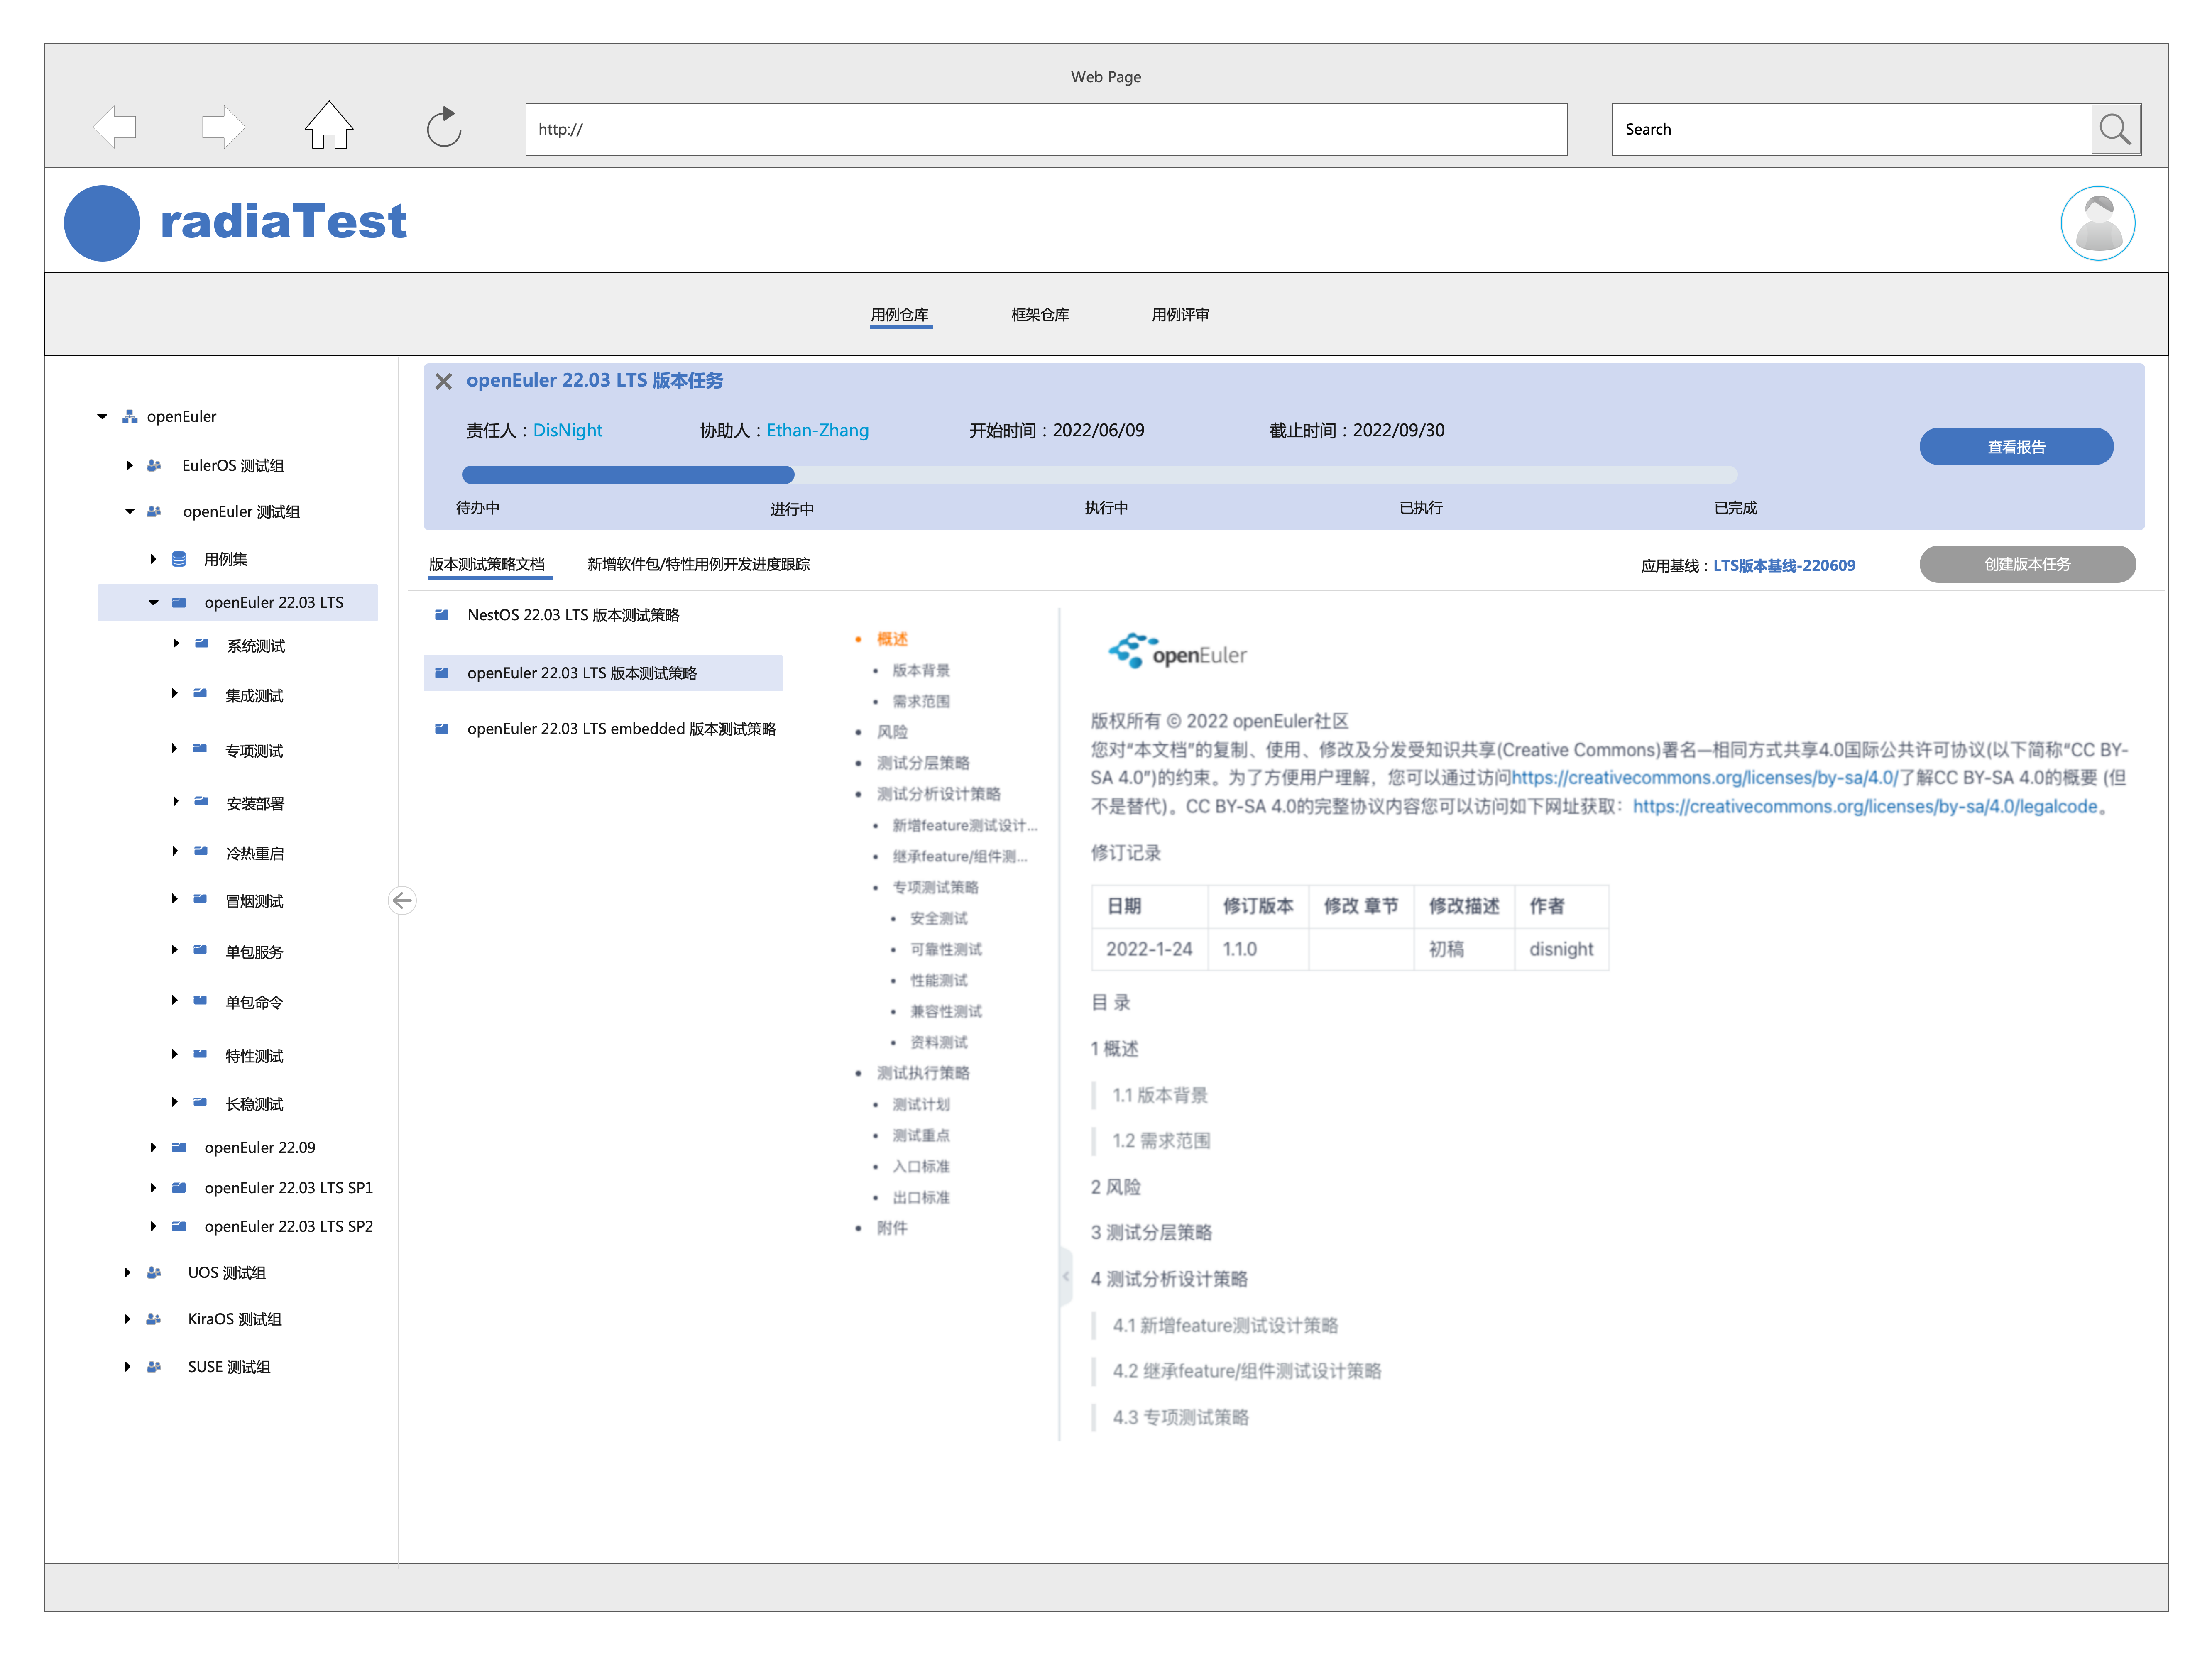 Web Page
http://
Search
radiaTest
用例仓库
框架仓库
用例评审
openEuler
EulerOS 测试组
openEuler 测试组
用例集
openEuler 22.03 LTS
系统测试
集成测试
专项测试
安装部署
冷热重启
冒烟测试
单包服务
单包命令
特性测试
长稳测试
openEuler 22.09
openEuler 22.03 LTS SP1
openEuler 22.03 LTS SP2
UOS 测试组
KiraOS 测试组
SUSE 测试组
openEuler 22.03 LTS 版本任务
责任人：DisNight
协助人：Ethan-Zhang
开始时间：2022/06/09
截止时间：2022/09/30
查看报告
待办中
进行中
执行中
已执行
已完成
版本测试策略文档
新增软件包/特性用例开发进度跟踪
应用基线：LTS版本基线-220609
创建版本任务
NestOS 22.03 LTS 版本测试策略
openEuler 22.03 LTS 版本测试策略
openEuler 22.03 LTS embedded 版本测试策略
概述
版本背景
需求范围
风险
测试分层策略
测试分析设计策略
新增feature测试设计...
继承feature/组件测...
专项测试策略
安全测试
可靠性测试
性能测试
兼容性测试
资料测试
测试执行策略
测试计划
测试重点
入口标准
出口标准
附件
openEuler
版权所有 © 2022 openEuler社区
您对“本文档”的复制、使用、修改及分发受知识共享(Creative Commons)署名—相同方式共享4.0国际公共许可协议(以下简称“CC BY-
SA 4.0”)的约束。为了方便用户理解，您可以通过访问https://creativecommons.org/licenses/by-sa/4.0/了解CC BY-SA 4.0的概要 (但
不是替代)。CC BY-SA 4.0的完整协议内容您可以访问如下网址获取：https://creativecommons.org/licenses/by-sa/4.0/legalcode。
修订记录
日期 修订版本 修改 章节 修改描述 作者
2022-1-24 1.1.0 初稿 disnight
目 录
1 概述
1.1 版本背景
1.2 需求范围
2 风险
3 测试分层策略
4 测试分析设计策略
4.1 新增feature测试设计策略
4.2 继承feature/组件测试设计策略
4.3 专项测试策略